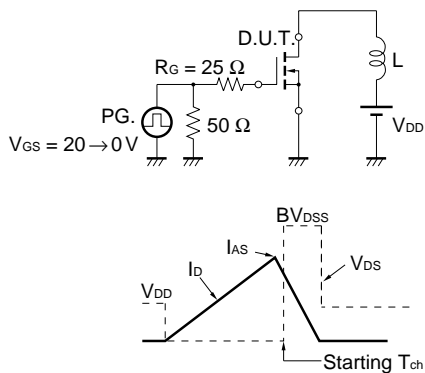 D.U.T.
RG = 25 Ω
L
PG.
50 Ω
VDD
VGS = 20 → 0 V
BVDSS
IAS
ID
VDS
VDD
Starting Tch